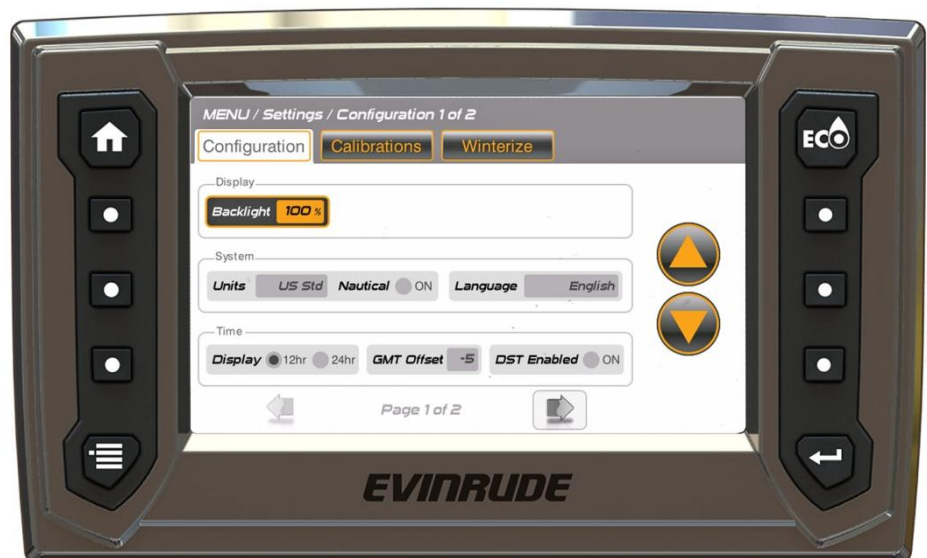 MENU / Settings / Configuration 1 of 2
Configuration Calibrations Winterize
ECO
Display
Backlight 100 %
System
Units US Std Nautical ON Language English
Time
Display 12hr 24hr GMT Offset -5 DST Enabled ON
Page 1 of 2
EVINRUDE